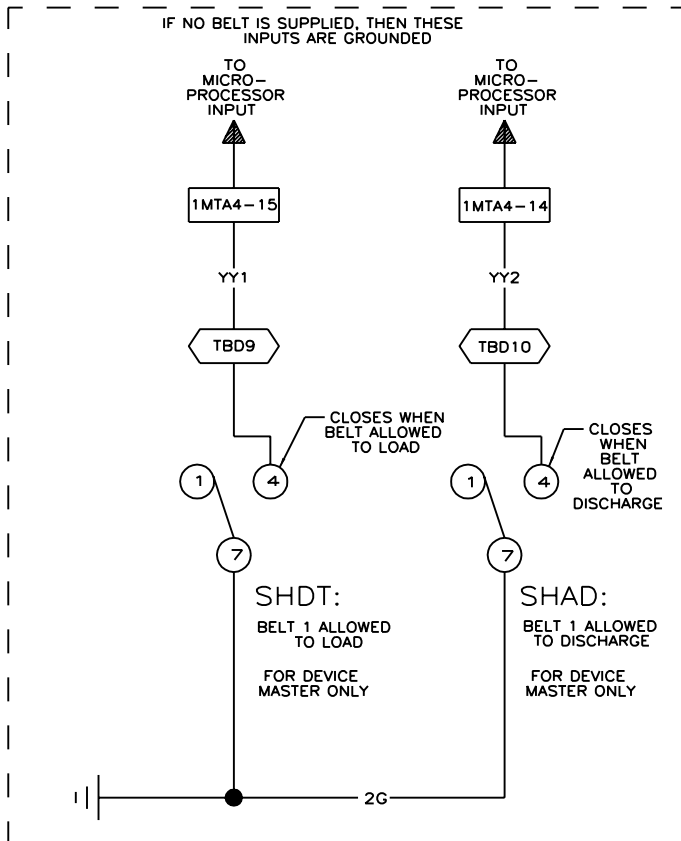 IF NO BELT IS SUPPLIED, THEN THESE
INPUTS ARE GROUNDED
TO
MICRO-
PROCESSOR
INPUT
TO
MICRO-
PROCESSOR
INPUT
1MTA4-15
1MTA4-14
YY1
YY2
TBD9
TBD10
CLOSES WHEN
BELT ALLOWED
TO LOAD
CLOSES
WHEN
BELT
ALLOWED
TO
DISCHARGE
1
4
1
4
7
7
SHDT:
BELT 1 ALLOWED
TO LOAD
FOR DEVICE
MASTER ONLY
SHAD:
BELT 1 ALLOWED
TO DISCHARGE
FOR DEVICE
MASTER ONLY
2G